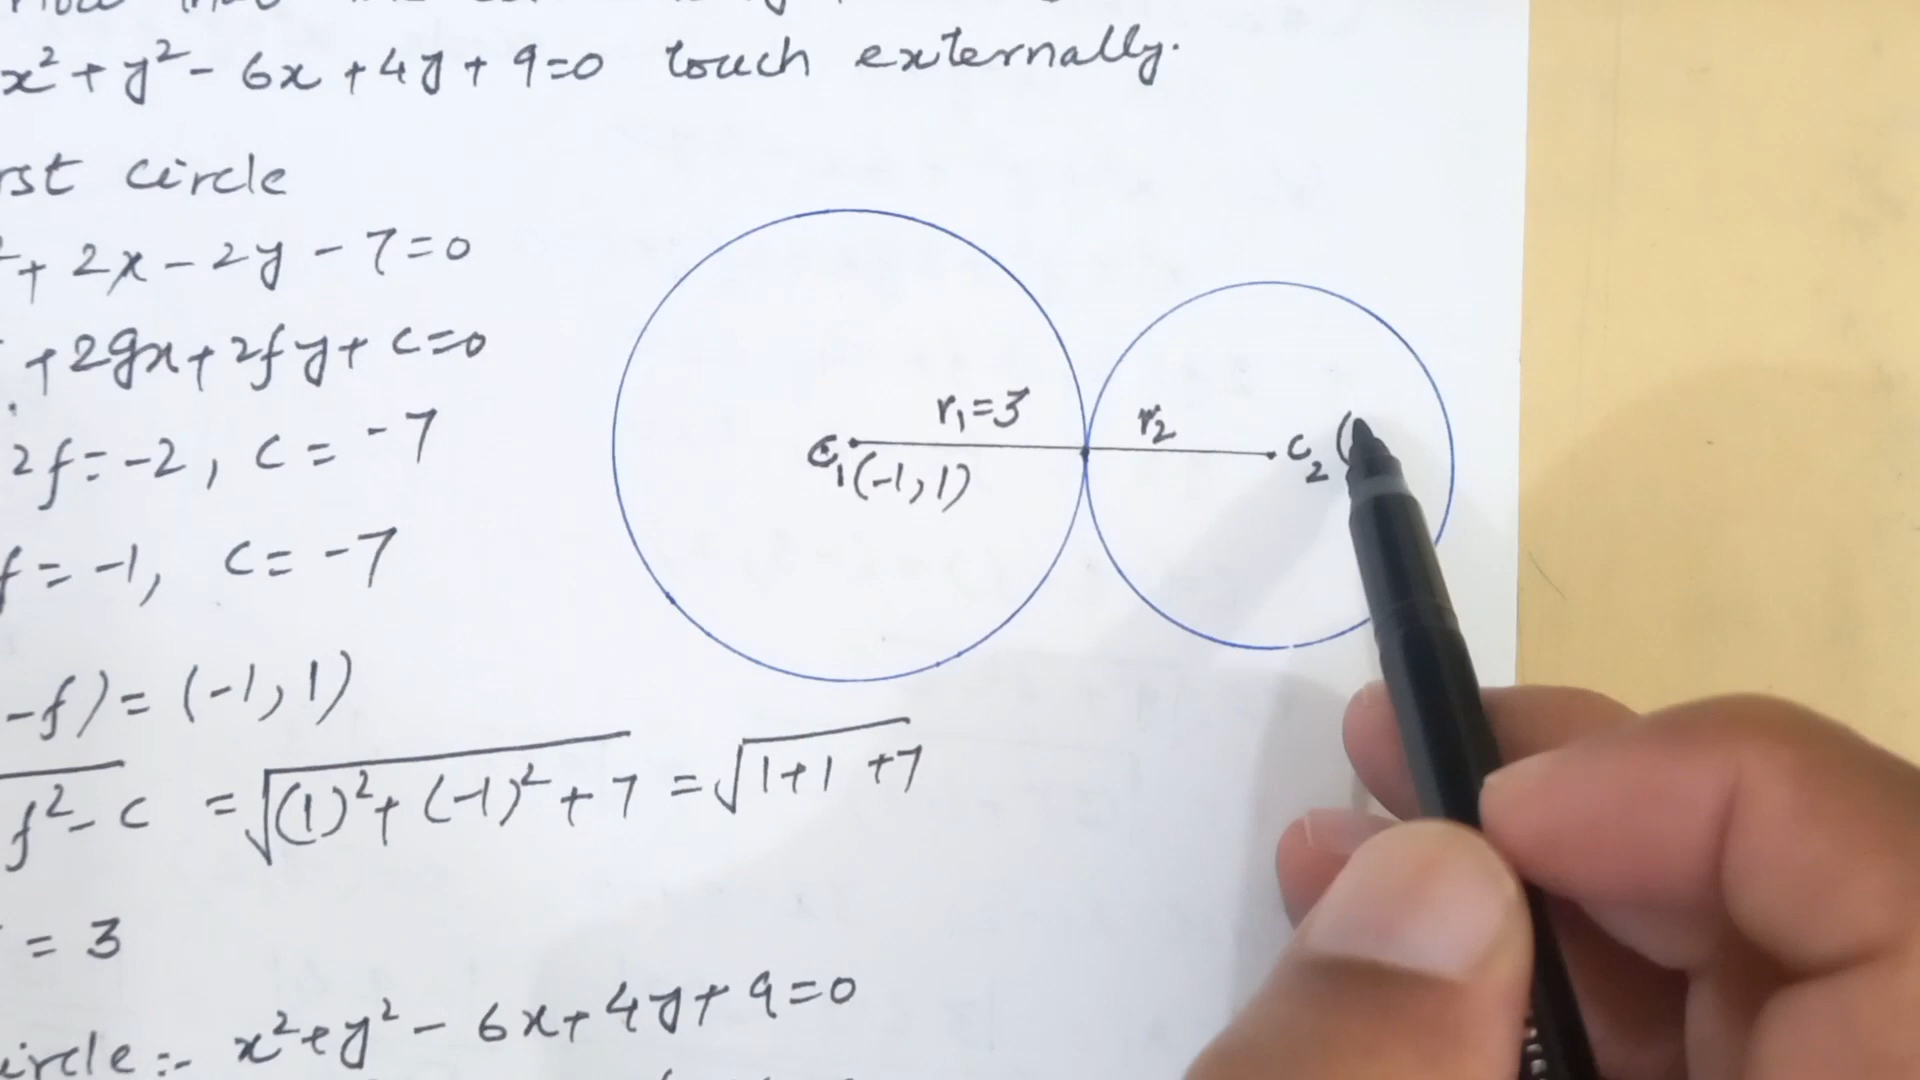 x² + y² - 6x + 4y + 9=0 touch externally.
rst circle
² + 2x - 2y - 7=0
+ 2gx + 2fy + c=0
2f = -2, c = -7
f = -1, c = -7
-f) = (-1, 1)
f² - c = √(1)² + (-1)² + 7 = √1+1+7
= 3
ircle :- x² + y² - 6x + 4y + 9=0
r₁=3
r₂
C₁(-1, 1)
C₂ (